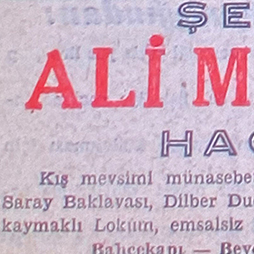 ŞE
ALİ M
HAC
Kış mevsimi münasebe
Saray Baklavası, Dilber Du
kaymaklı Lokum, emsalsiz
Bahçekapı — Bey